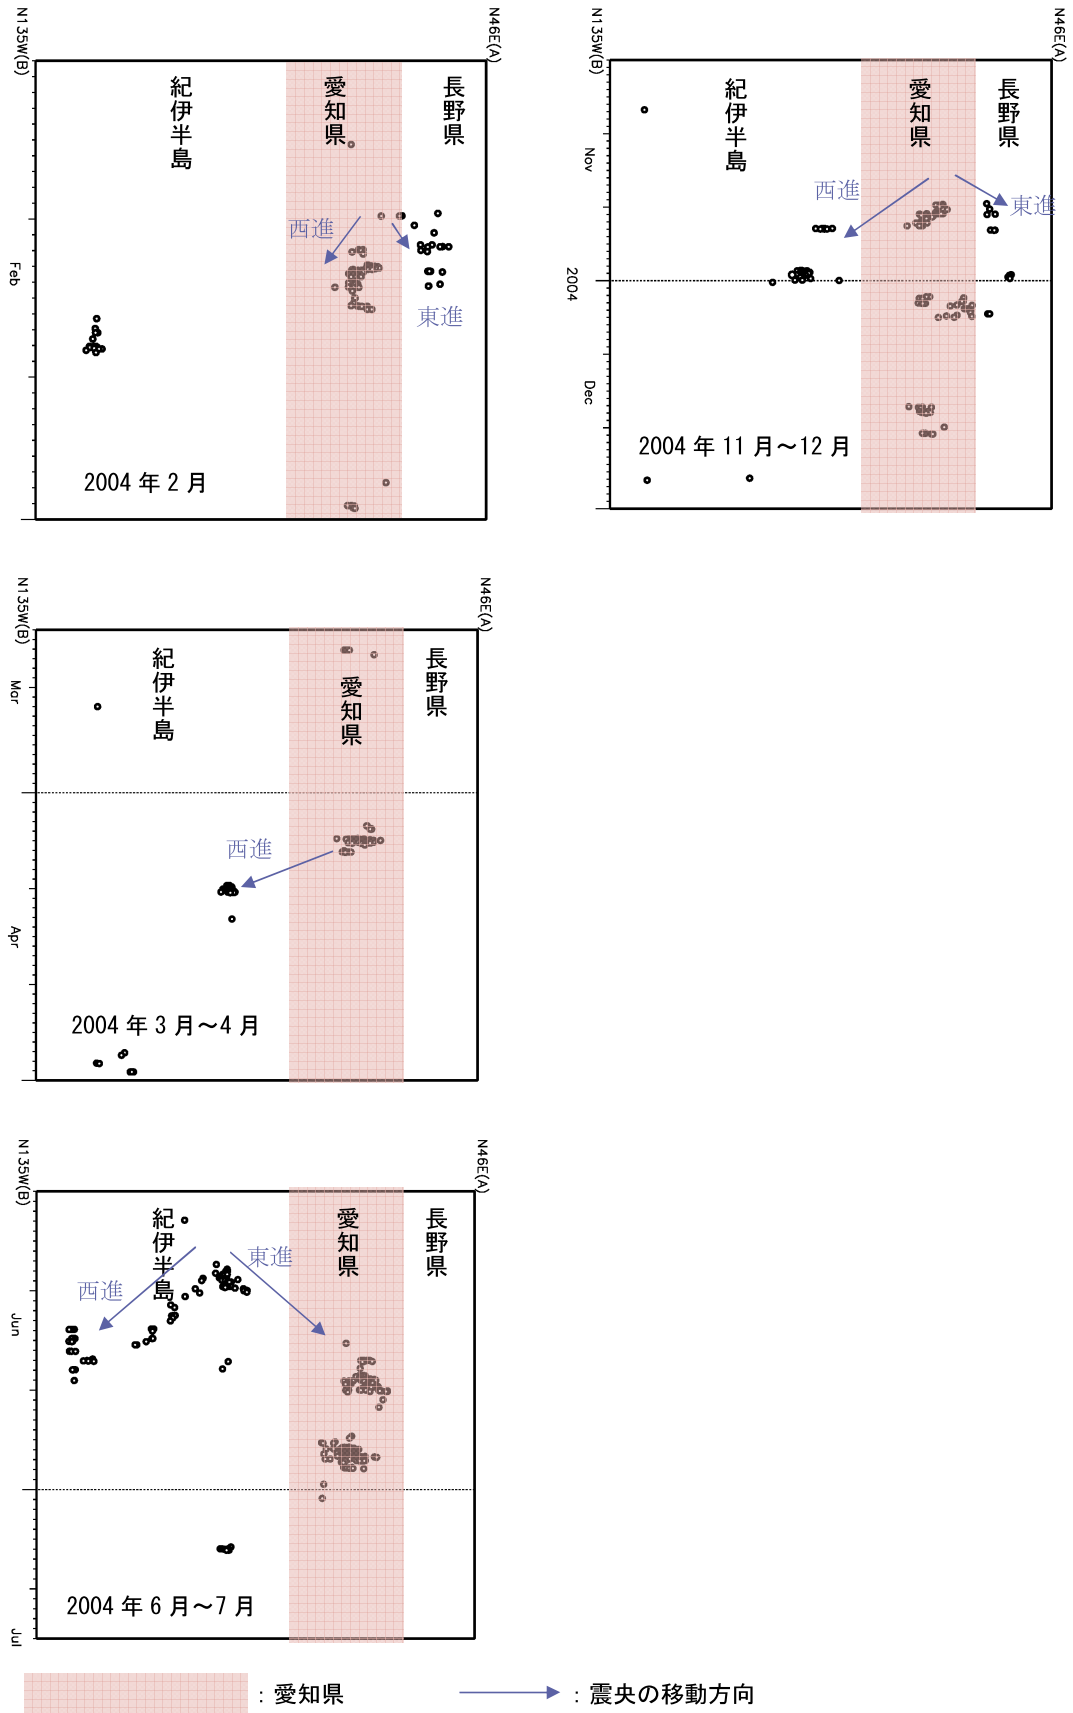 N135W(B)
N46E(A)
紀伊半島
愛知県
長野県
西進
東進
Feb
2004 年 2 月
N135W(B)
N46E(A)
紀伊半島
愛知県
長野県
西進
東進
Nov
2004
Dec
2004 年 11 月~12 月
N135W(B)
N46E(A)
紀伊半島
愛知県
長野県
Mar
西進
Apr
2004 年 3 月~4 月
N135W(B)
N46E(A)
紀伊半島
愛知県
長野県
東進
西進
Jun
2004 年 6 月~7 月
Jul
:愛知県
:震央の移動方向